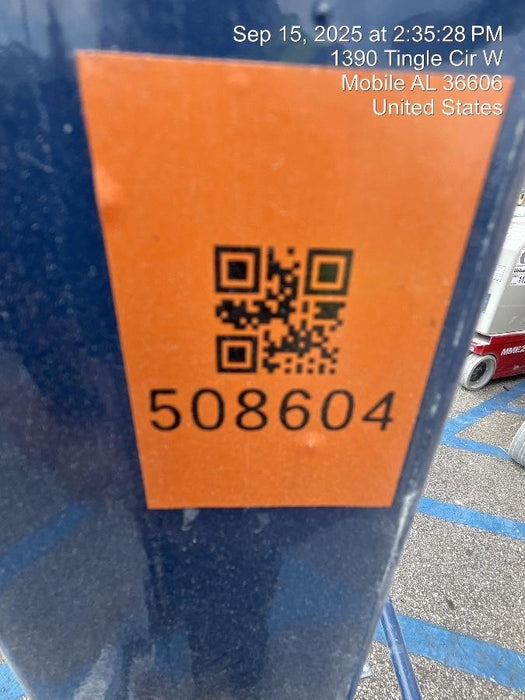 Sep 15, 2025 at 2:35:28 PM
1390 Tingle Cir W
Mobile AL 36606
United States
508604